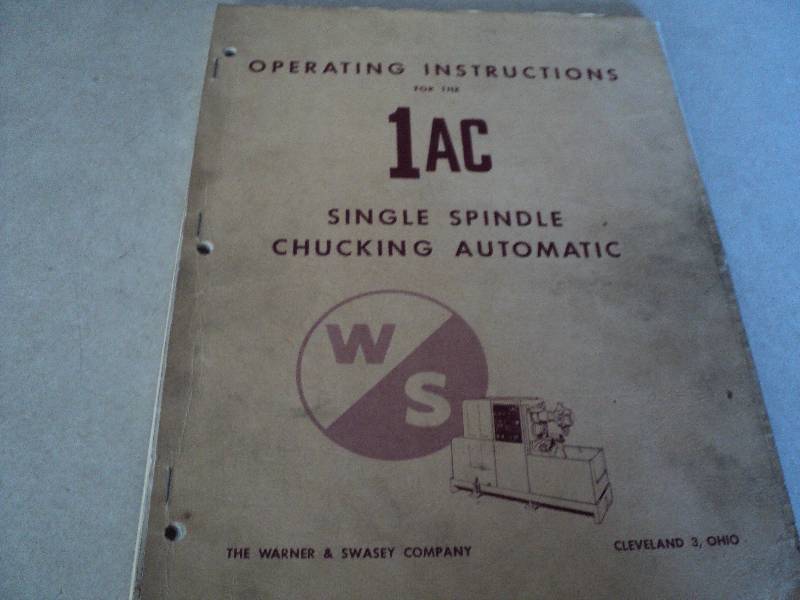 OPERATING INSTRUCTIONS
FOR THE
1AC
SINGLE SPINDLE
CHUCKING AUTOMATIC
W
S
THE WARNER & SWASEY COMPANY
CLEVELAND 3, OHIO